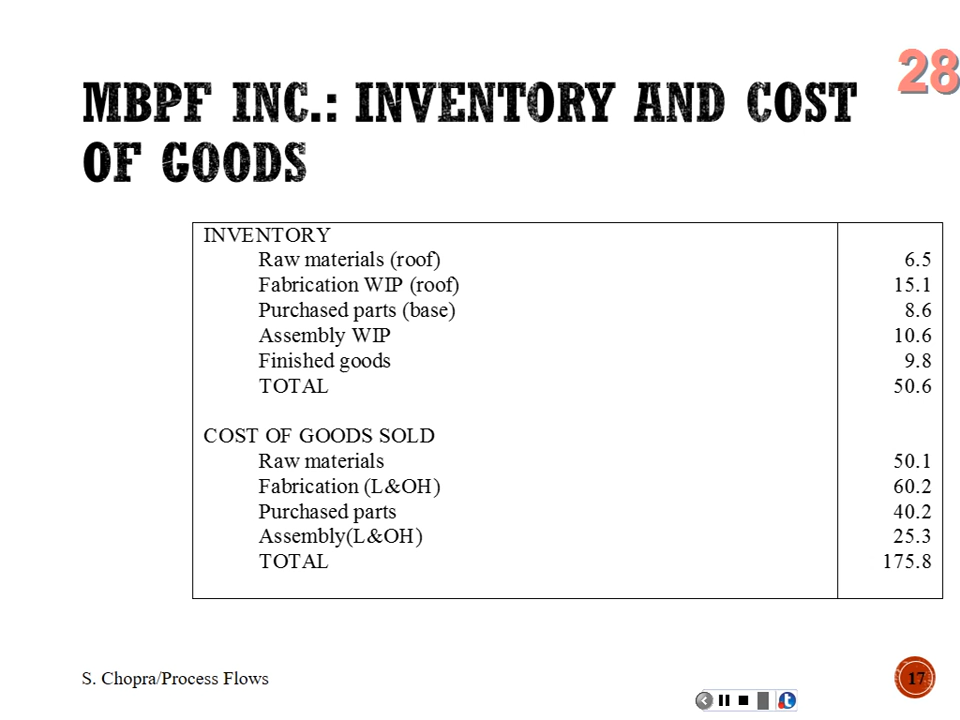 28
MBPF INC.: INVENTORY AND COST
OF GOODS
INVENTORY
Raw materials (roof) 6.5
Fabrication WIP (roof) 15.1
Purchased parts (base) 8.6
Assembly WIP 10.6
Finished goods 9.8
TOTAL 50.6
COST OF GOODS SOLD
Raw materials 50.1
Fabrication (L&OH) 60.2
Purchased parts 40.2
Assembly(L&OH) 25.3
TOTAL 175.8
S. Chopra/Process Flows
17
t